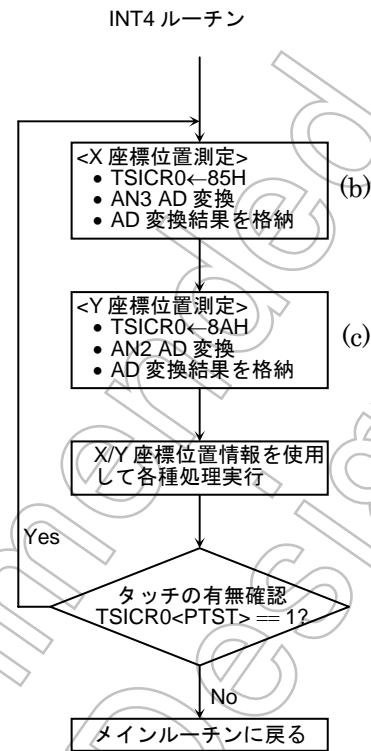 INT4 ルーチン
<X 座標位置測定>
• TSICR0←85H
• AN3 AD 変換
• AD 変換結果を格納
(b)
<Y 座標位置測定>
• TSICR0←8AH
• AN2 AD 変換
• AD 変換結果を格納
(c)
X/Y 座標位置情報を使用
して各種処理実行
Yes
タッチの有無確認
TSICR0<PTST> == 1?
No
メインルーチンに戻る